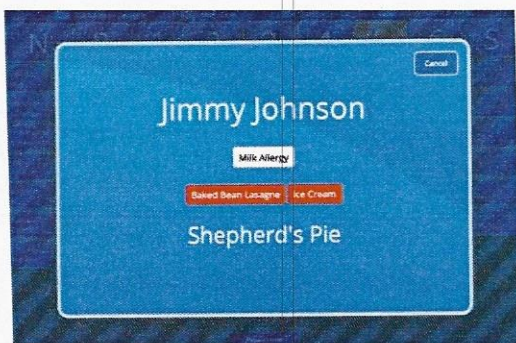 Cancel
Jimmy Johnson
Milk Allergy
Baked Bean Lasagne Ice Cream
Shepherd's Pie